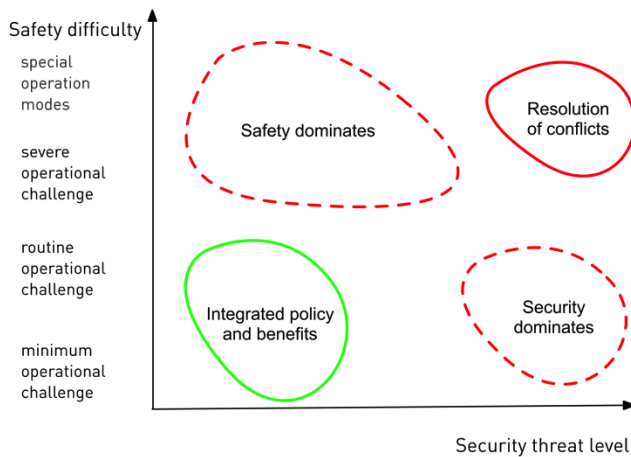 Safety difficulty
special
operation
modes
Safety dominates
Resolution
of conflicts
severe
operational
challenge
routine
operational
challenge
Integrated policy
and benefits
Security
dominates
minimum
operational
challenge
Security threat level